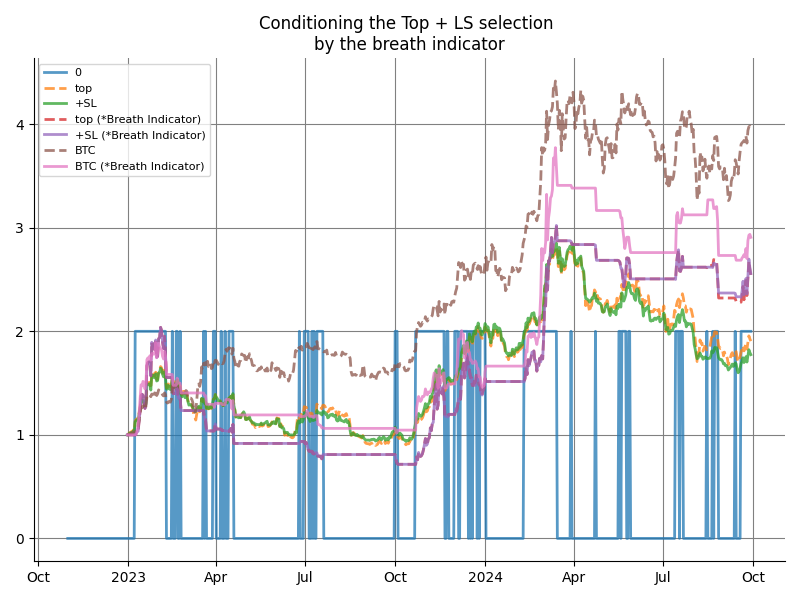 Conditioning the Top + LS selection
by the breath indicator
0
top
+SL
top (*Breath Indicator)
+SL (*Breath Indicator)
BTC
BTC (*Breath Indicator)
4
3
2
1
0
Oct 2023 Apr Jul Oct 2024 Apr Jul Oct